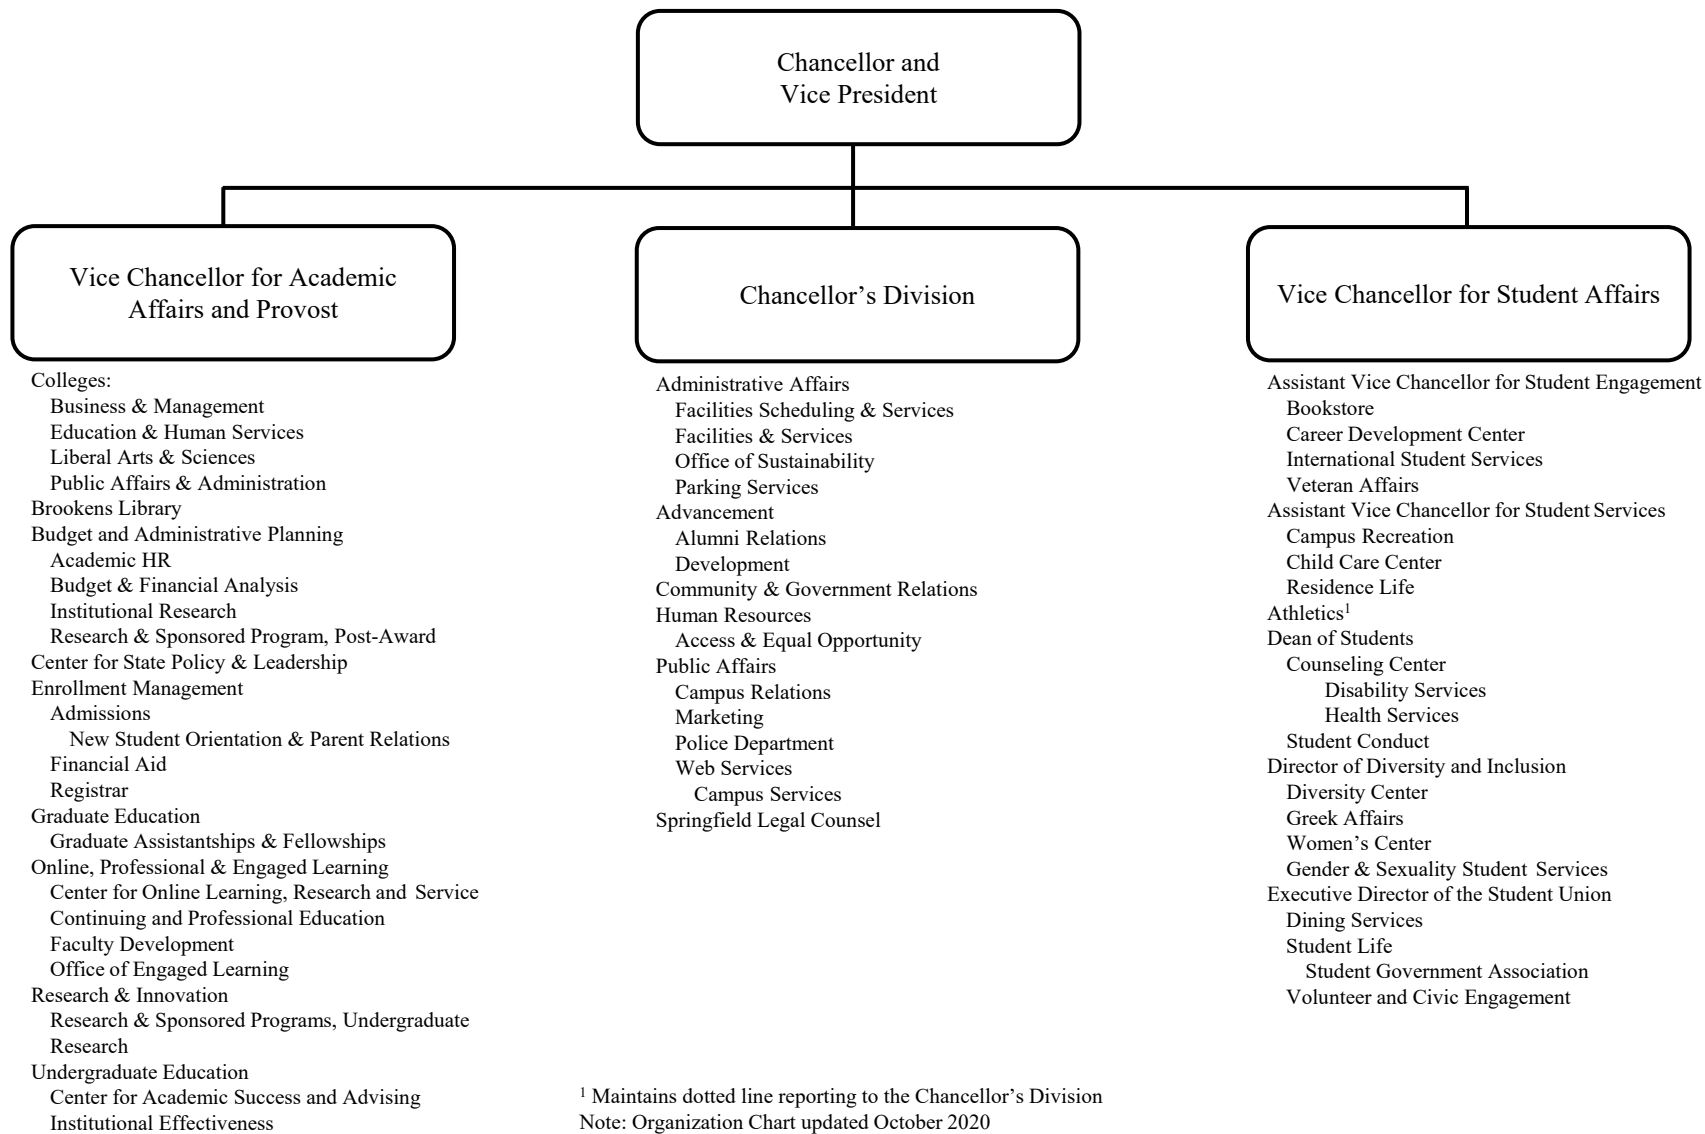 Chancellor and
Vice President
Vice Chancellor for Academic
Affairs and Provost
Chancellor’s Division
Vice Chancellor for Student Affairs
Colleges:
Business & Management
Education & Human Services
Liberal Arts & Sciences
Public Affairs & Administration
Brookens Library
Budget and Administrative Planning
Academic HR
Budget & Financial Analysis
Institutional Research
Research & Sponsored Program, Post-Award
Center for State Policy & Leadership
Enrollment Management
Admissions
New Student Orientation & Parent Relations
Financial Aid
Registrar
Graduate Education
Graduate Assistantships & Fellowships
Online, Professional & Engaged Learning
Center for Online Learning, Research and Service
Continuing and Professional Education
Faculty Development
Office of Engaged Learning
Research & Innovation
Research & Sponsored Programs, Undergraduate
Research
Undergraduate Education
Center for Academic Success and Advising
Institutional Effectiveness
Administrative Affairs
Facilities Scheduling & Services
Facilities & Services
Office of Sustainability
Parking Services
Advancement
Alumni Relations
Development
Community & Government Relations
Human Resources
Access & Equal Opportunity
Public Affairs
Campus Relations
Marketing
Police Department
Web Services
Campus Services
Springfield Legal Counsel
Assistant Vice Chancellor for Student Engagement
Bookstore
Career Development Center
International Student Services
Veteran Affairs
Assistant Vice Chancellor for Student Services
Campus Recreation
Child Care Center
Residence Life
Athletics¹
Dean of Students
Counseling Center
Disability Services
Health Services
Student Conduct
Director of Diversity and Inclusion
Diversity Center
Greek Affairs
Women’s Center
Gender & Sexuality Student Services
Executive Director of the Student Union
Dining Services
Student Life
Student Government Association
Volunteer and Civic Engagement
¹ Maintains dotted line reporting to the Chancellor’s Division
Note: Organization Chart updated October 2020